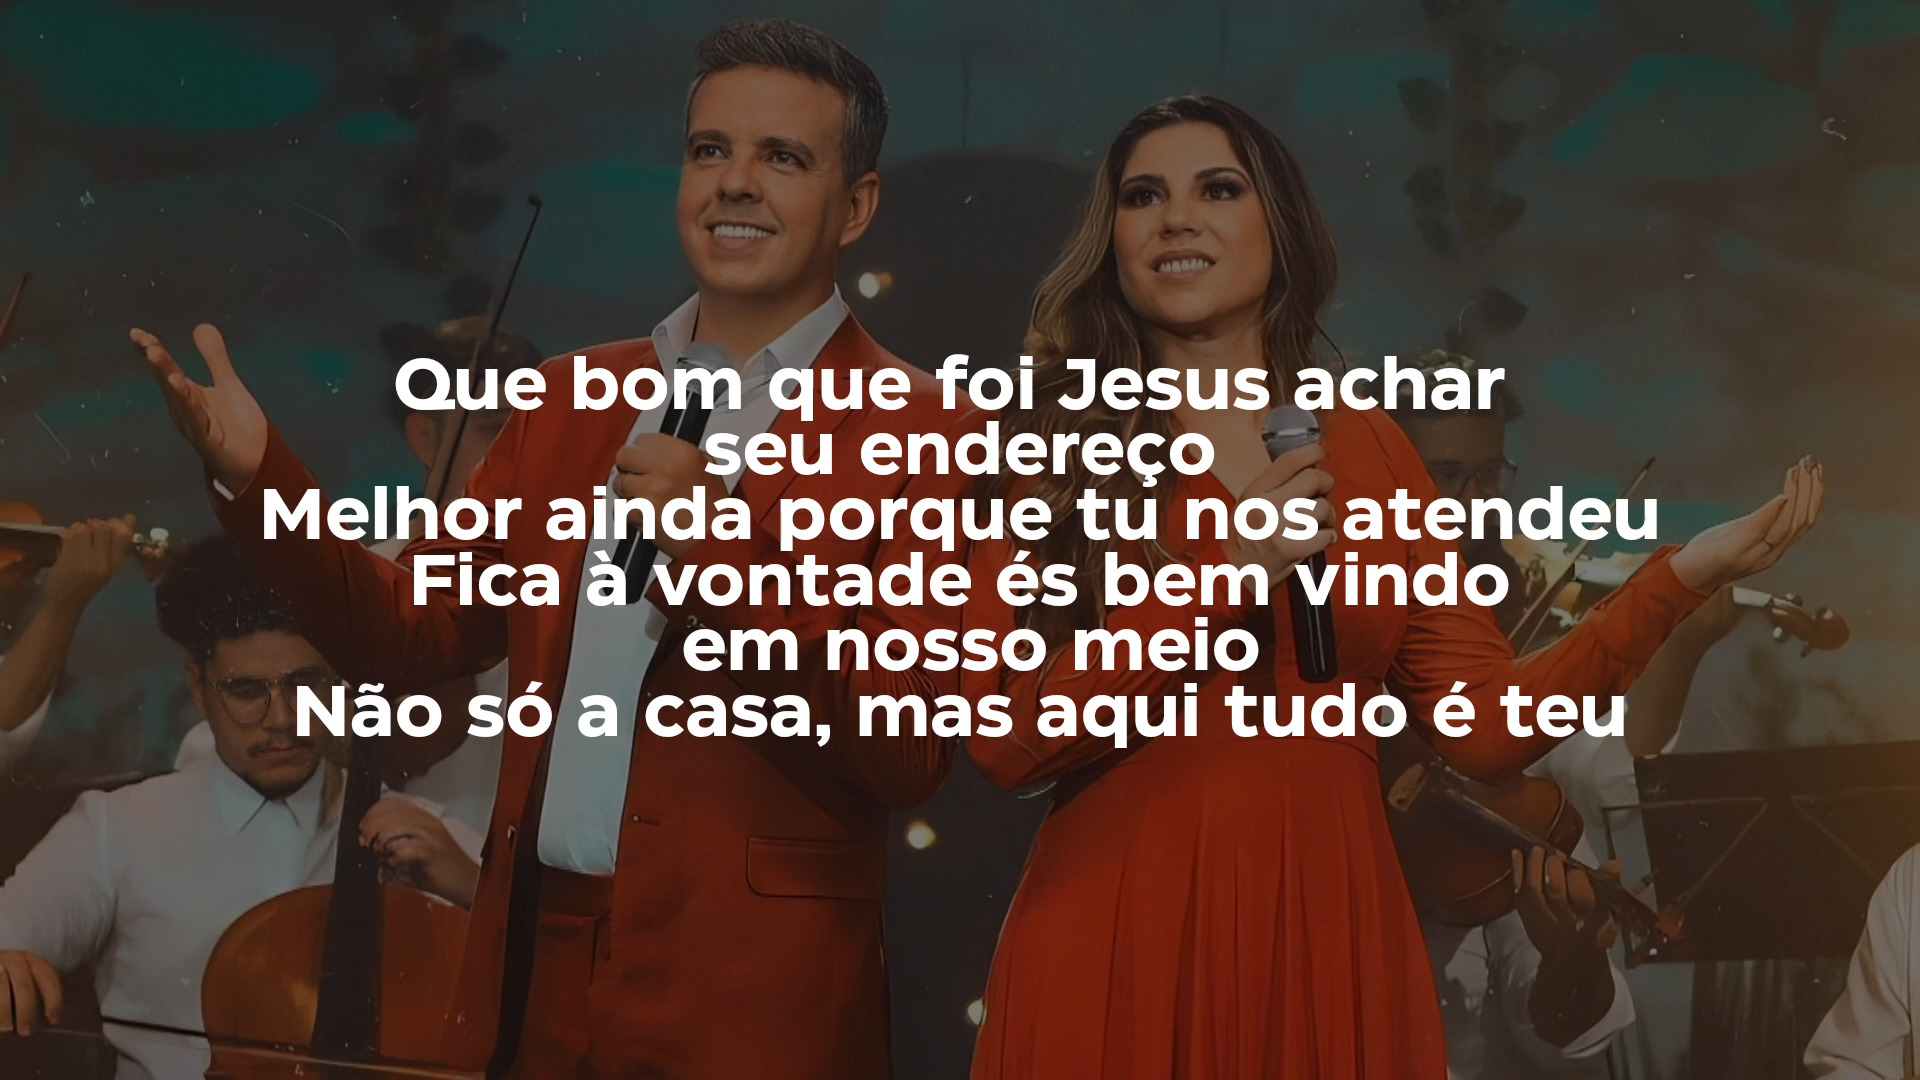 Que bom que foi Jesus achar
seu endereço
Melhor ainda porque tu nos atendeu
Fica à vontade és bem vindo
em nosso meio
Não só a casa, mas aqui tudo é teu